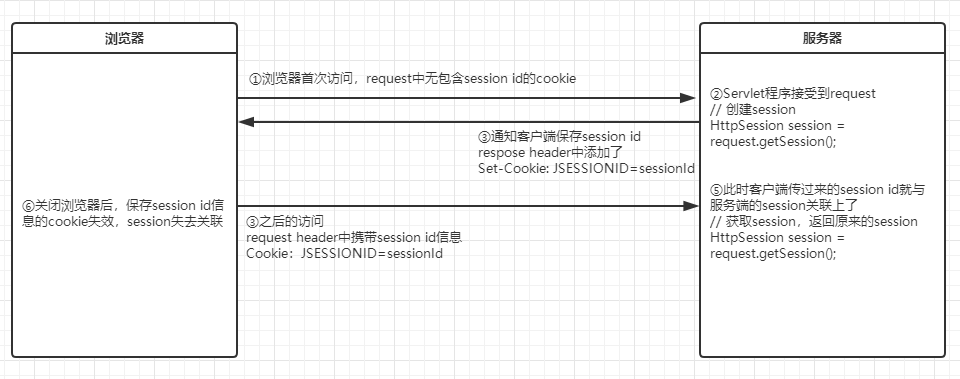 浏览器
服务器
①浏览器首次访问，request中无包含session id的cookie
②Servlet程序接受到request
// 创建session
HttpSession session =
request.getSession();
③通知客户端保存session id
respose header中添加了
Set-Cookie: JSESSIONID=sessionId
⑤此时客户端传过来的session id就与
服务端的session关联上了
// 获取session，返回原来的session
HttpSession session =
request.getSession();
③之后的访问
request header中携带session id信息
Cookie：JSESSIONID=sessionId
⑥关闭浏览器后，保存session id信
息的cookie失效，session失去关联